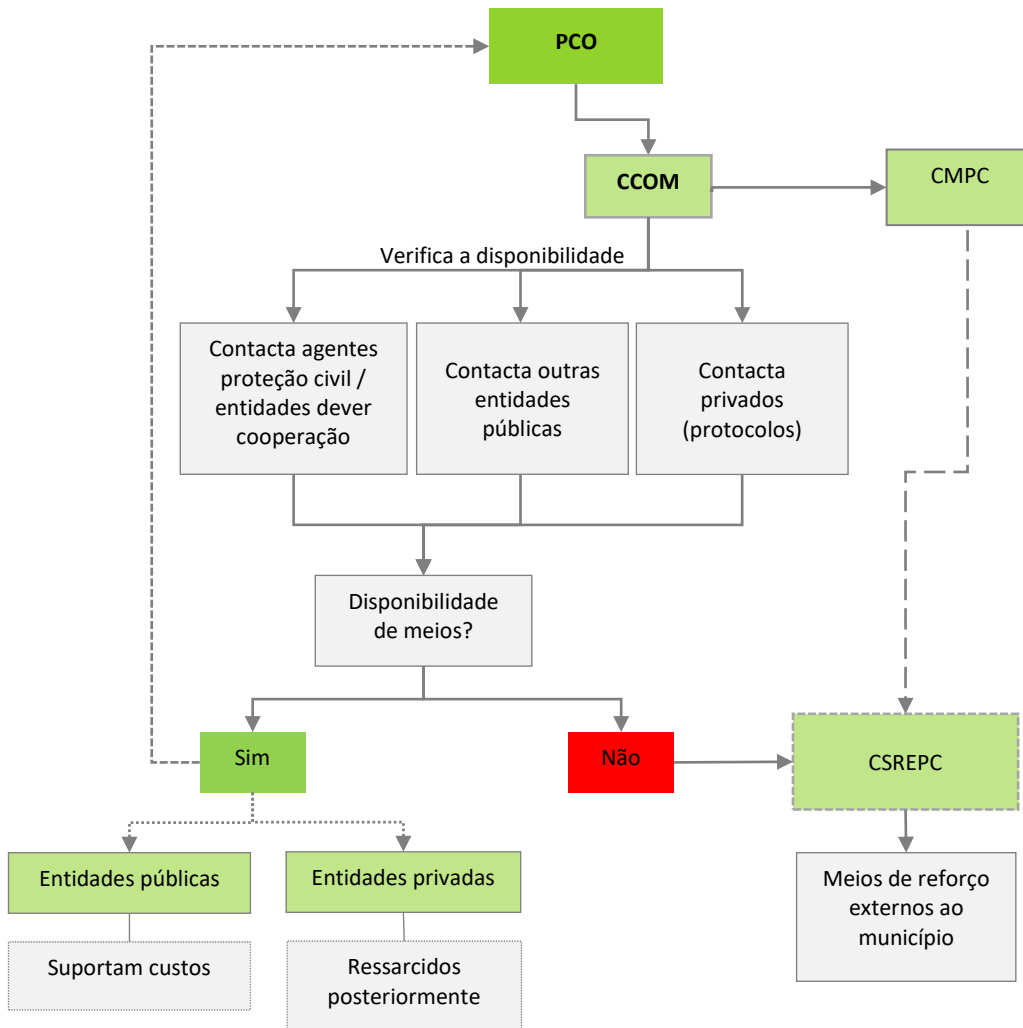 PCO
CCOM
CMPC
Verifica a disponibilidade
Contacta agentes
proteção civil /
entidades dever
cooperação
Contacta outras
entidades
públicas
Contacta
privados
(protocolos)
Disponibilidade
de meios?
Sim
Não
CSREPC
Entidades públicas
Entidades privadas
Meios de reforço
externos ao
município
Suportam custos
Ressarcidos
posteriormente